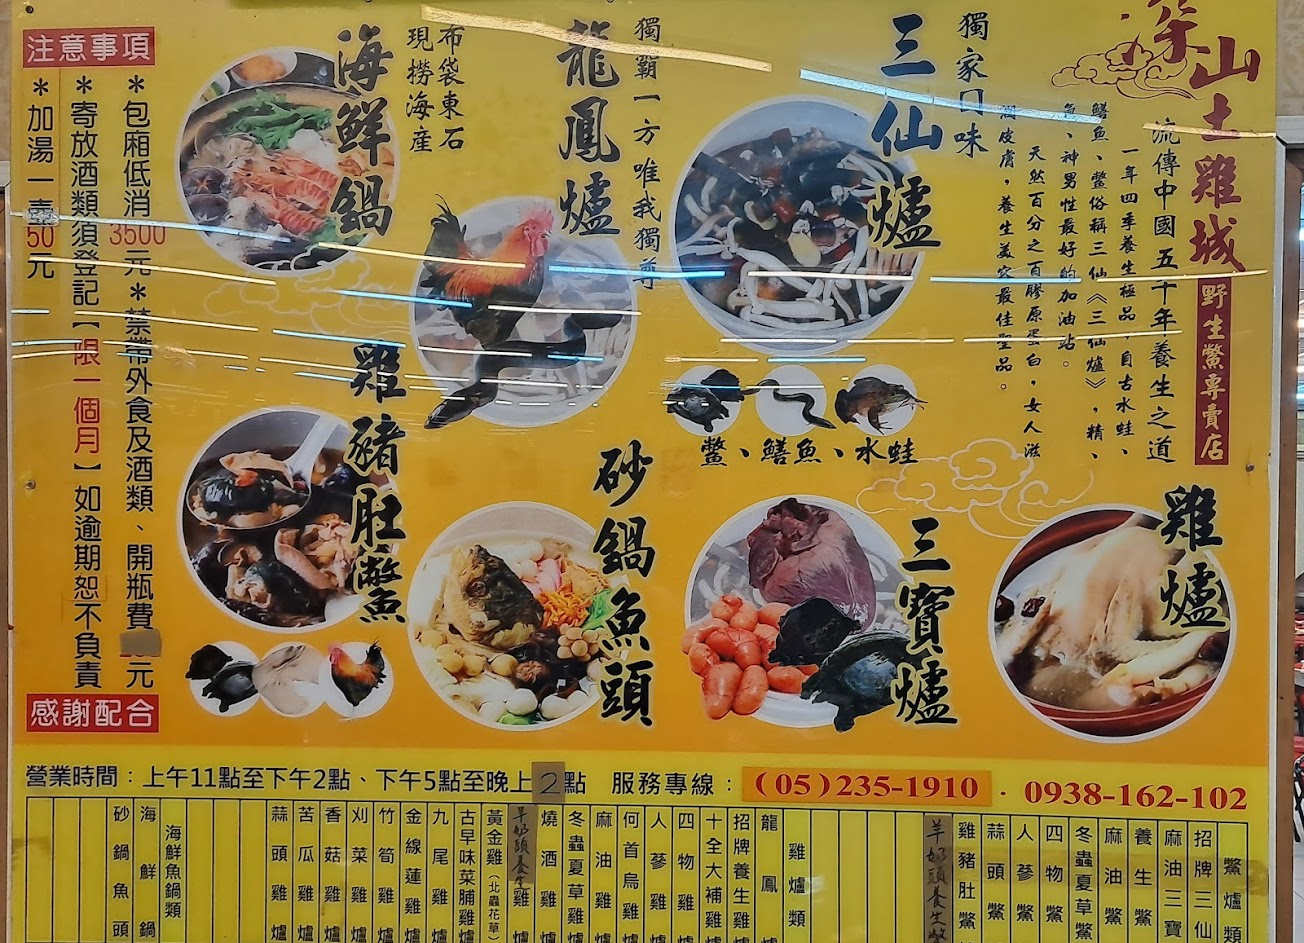 深山土雞城
野生鱉專賣店
流傳中國五千年養生之道
一年四季養生極品，自古水蛙、
鱔魚、鱉俗稱三仙《三仙爐》，精、
氣、神男性最好的加油站。
天然百分之百膠原蛋白，女人滋
潤皮膚，養生美容最佳聖品。
獨家口味
三仙爐
鱉、鱔魚、水蛙
獨霸一方唯我獨尊
龍鳳爐
布袋東石
現撈海產
海鮮鍋
雞爐
三寶爐
砂鍋魚頭
雞豬肚鱉
注意事項
＊包廂低消3500元＊禁帶外食及酒類、開瓶費 元
＊寄放酒類須登記【限一個月】如逾期恕不負責
＊加湯一壺50元
感謝配合
營業時間：上午11點至下午2點、下午5點至晚上2點 服務專線：(05)235-1910．0938-162-102
鱉爐類
招牌三仙
麻油三寶
養生鱉
麻油鱉
冬蟲夏草鱉
四物鱉
人蔘鱉
蒜頭鱉
雞豬肚鱉
羊奶頭養生鱉
雞爐類
龍鳳爐
招牌養生雞爐
十全大補雞爐
四物雞爐
人蔘雞爐
何首烏雞爐
麻油雞爐
冬蟲夏草雞爐
燒酒雞爐
羊奶頭養生雞爐
黃金雞(北蟲花草)爐
古早味菜脯雞爐
九尾雞爐
金線蓮雞爐
竹筍雞爐
刈菜雞爐
香菇雞爐
苦瓜雞爐
蒜頭雞爐
海鮮魚鍋類
海鮮鍋
砂鍋魚頭